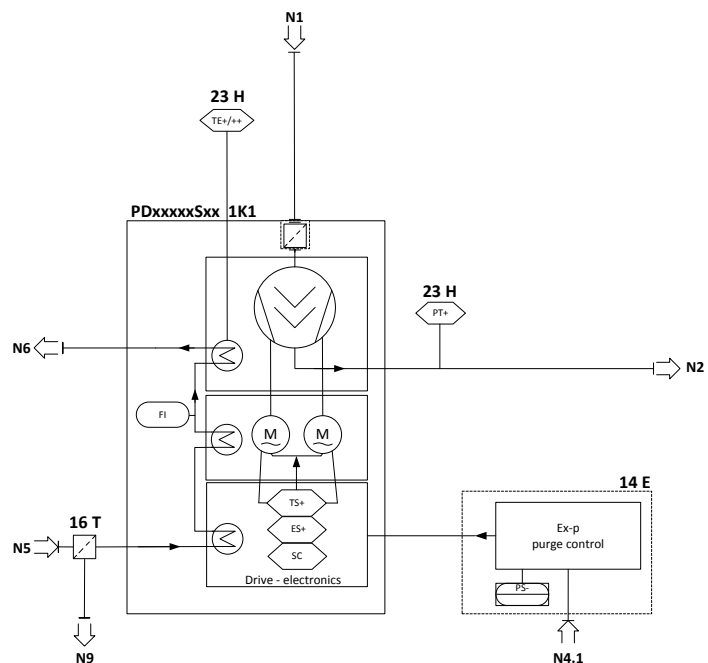 N1
23 H
TE+/++
PDxxxxxSxx 1K1
23 H
PT+
N6
N2
FI
M
M
TS+
14 E
16 T
ES+
Ex-p
purge control
N5
SC
Drive - electronics
PS-
N9
N4.1